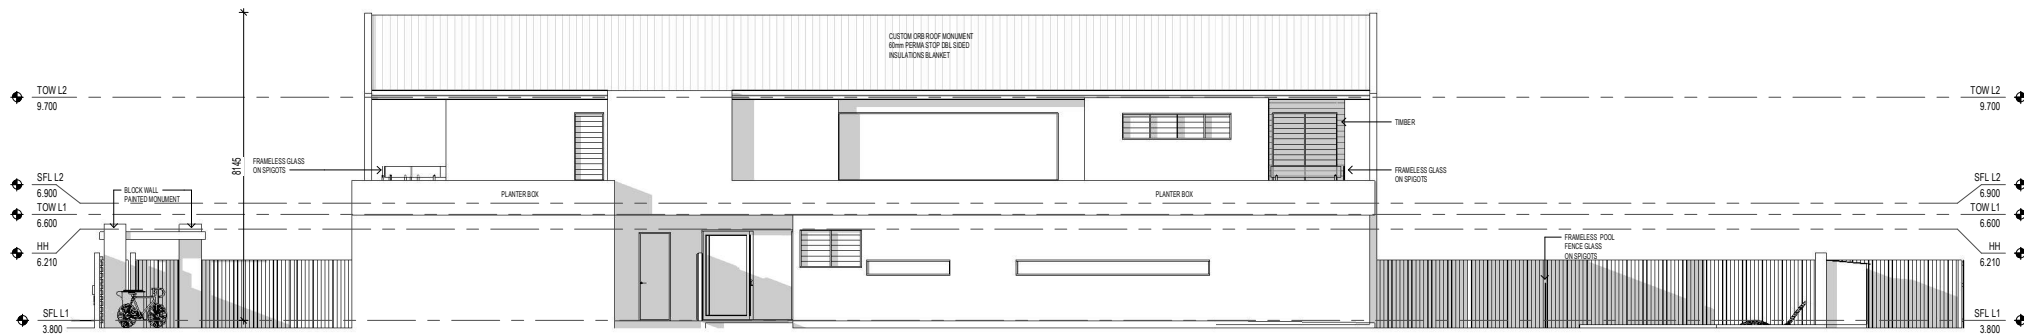 CUSTOM ORB ROOF MONUMENT
60mm PERMA STOP DBL SIDED
INSULATIONS BLANKET
TOW L2
9.700
TOW L2
9.700
TIMBER
8145
FRAMELESS GLASS
ON SPIGOTS
FRAMELESS GLASS
ON SPIGOTS
SFL L2
6.900
BLOCK WALL
PAINTED MONUMENT
PLANTER BOX
PLANTER BOX
SFL L2
6.900
TOW L1
6.600
TOW L1
6.600
HH
6.210
FRAMELESS POOL
FENCE GLASS
ON SPIGOTS
HH
6.210
SFL L1
3.800
SFL L1
3.800